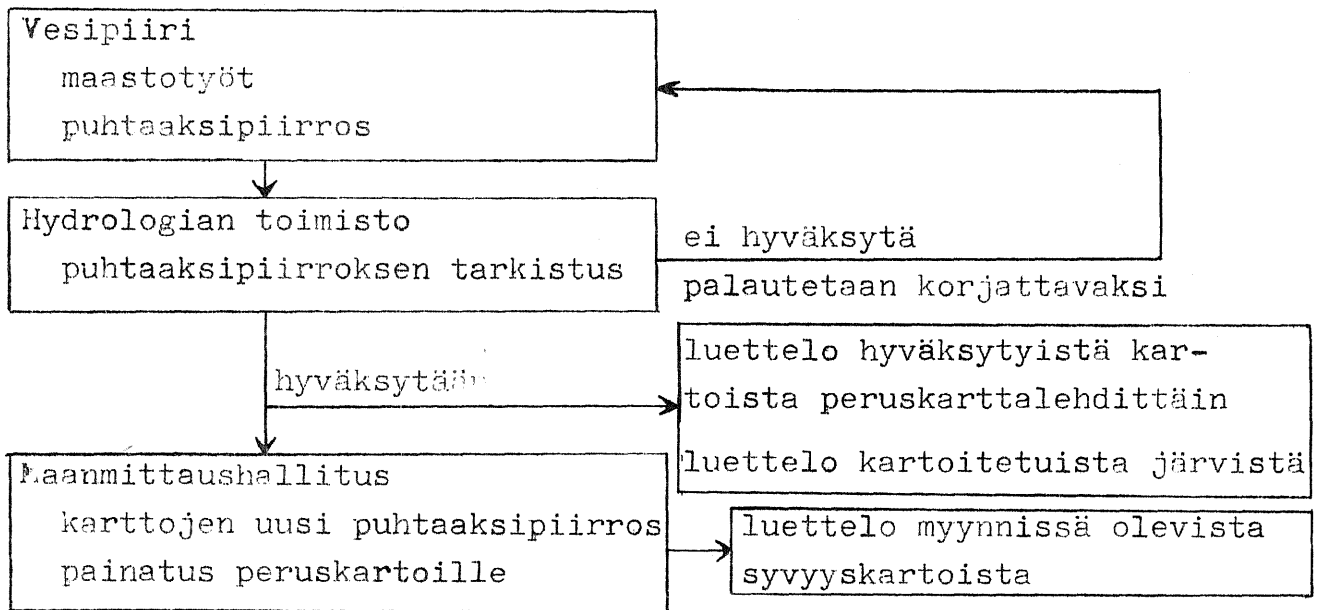 Vesipiiri
maastotyöt
puhtaaksipiirros
Hydrologian toimisto
puhtaaksipiirroksen tarkistus
ei hyväksytä
palautetaan korjattavaksi
hyväksytään
luettelo hyväksytyistä kar-
toista peruskarttalehdittäin
luettelo kartoitetuista järvistä
Maanmittaushallitus
karttojen uusi puhtaaksipiirros
painatus peruskartoille
luettelo myynnissä olevista
syvyyskartoista